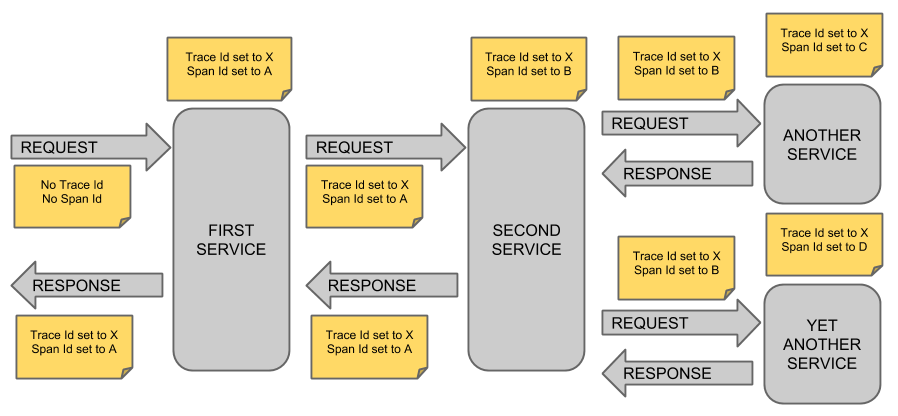 Trace Id set to X
Span Id set to A
REQUEST
No Trace Id
No Span Id
FIRST
SERVICE
RESPONSE
Trace Id set to X
Span Id set to A
REQUEST
Trace Id set to X
Span Id set to A
RESPONSE
Trace Id set to X
Span Id set to A
Trace Id set to X
Span Id set to B
SECOND
SERVICE
Trace Id set to X
Span Id set to B
REQUEST
RESPONSE
Trace Id set to X
Span Id set to C
ANOTHER
SERVICE
Trace Id set to X
Span Id set to B
REQUEST
RESPONSE
Trace Id set to X
Span Id set to D
YET
ANOTHER
SERVICE